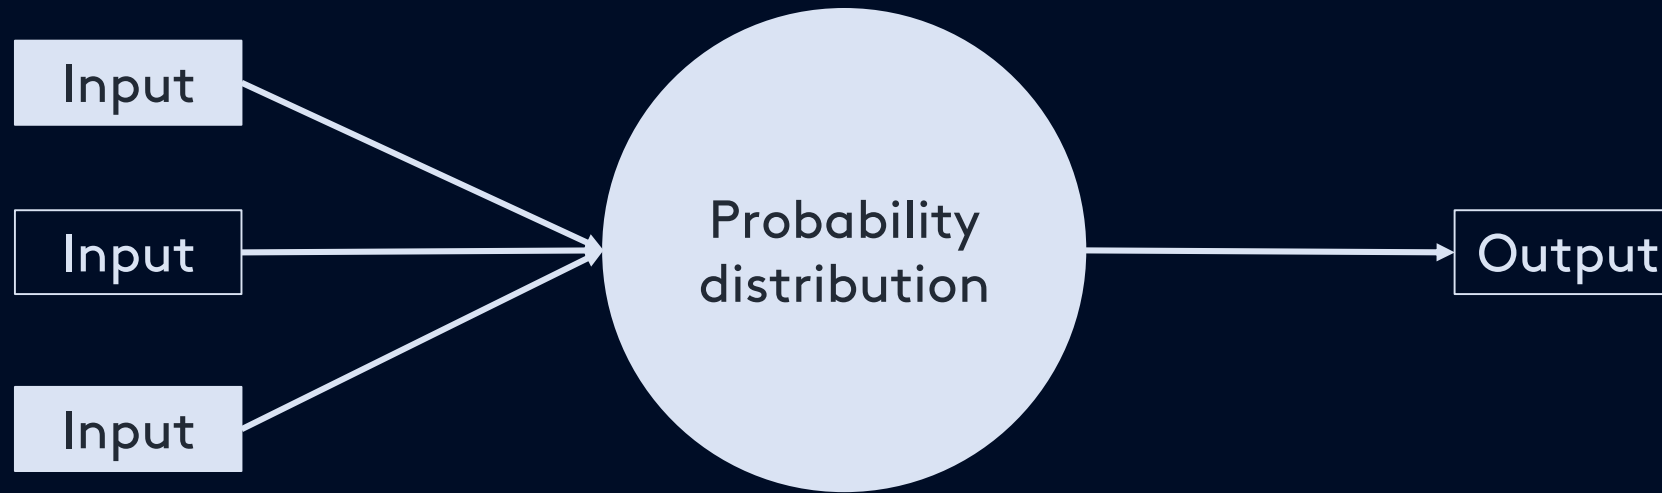 Input
Input
Input
Probability
distribution
Output